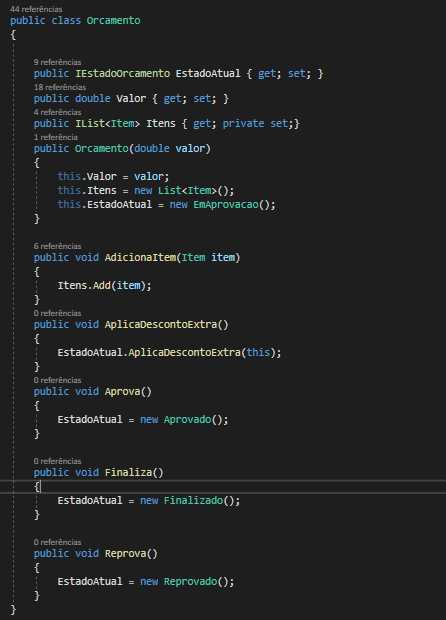 44 referências
public class Orcamento
{
9 referências
public IEstadoOrcamento EstadoAtual { get; set; }
18 referências
public double Valor { get; set; }
4 referências
public IList<Item> Itens { get; private set;}
1 referência
public Orcamento(double valor)
{
this.Valor = valor;
this.Itens = new List<Item>();
this.EstadoAtual = new EmAprovacao();
}
6 referências
public void AdicionaItem(Item item)
{
Itens.Add(item);
}
0 referências
public void AplicaDescontoExtra()
{
EstadoAtual.AplicaDescontoExtra(this);
}
0 referências
public void Aprova()
{
EstadoAtual = new Aprovado();
}
0 referências
public void Finaliza()
{
EstadoAtual = new Finalizado();
}
0 referências
public void Reprova()
{
EstadoAtual = new Reprovado();
}
}